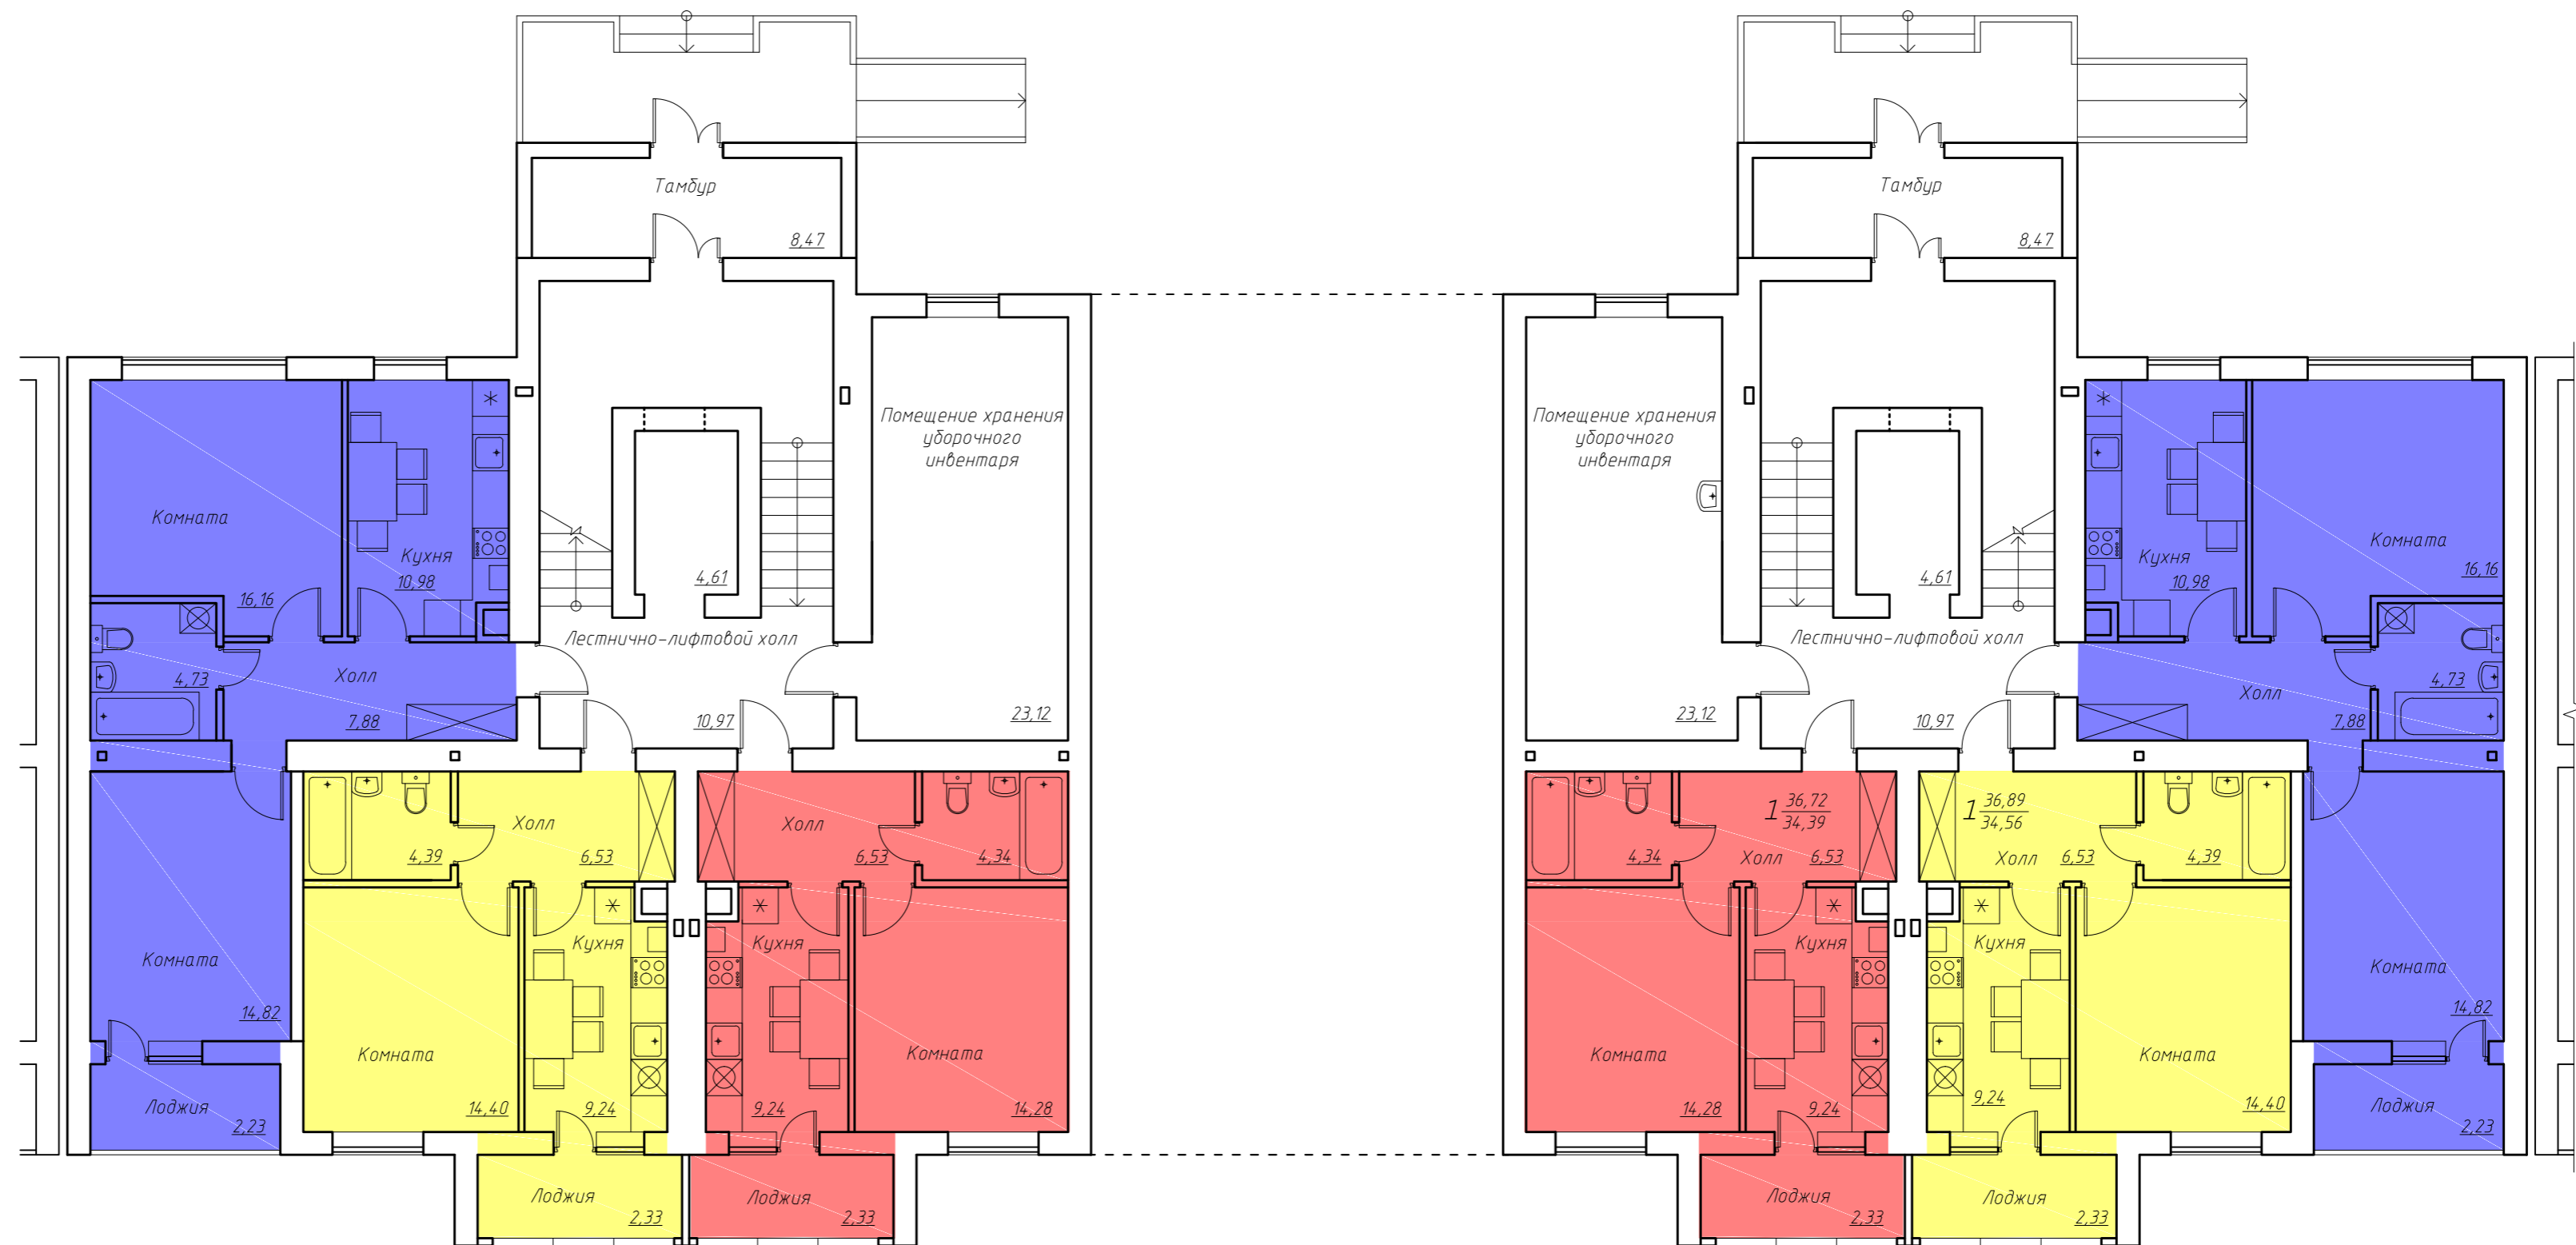 Тамбур
8,47
Помещение хранения
уборочного
инвентаря
Комната
16,16
Кухня
10,98
4,61
Лестнично-лифтовой холл
4,73
Холл
7,88
10,97
23,12
Комната
14,82
Лоджия
2,23
4,39
Холл
6,53
Комната
14,40
Кухня
9,24
Лоджия
2,33
Холл
6,53
4,34
Кухня
9,24
Комната
14,28
Лоджия
2,33
Тамбур
8,47
Помещение хранения
уборочного
инвентаря
23,12
4,61
Лестнично-лифтовой холл
10,97
Кухня
10,98
Комната
16,16
Холл
7,88
4,73
4,34
1 36,72
34,39
Холл
6,53
Комната
14,28
Кухня
9,24
Лоджия
2,33
1 36,89
34,56
Холл
6,53
4,39
Кухня
9,24
Комната
14,40
Лоджия
2,33
Комната
14,82
Лоджия
2,23